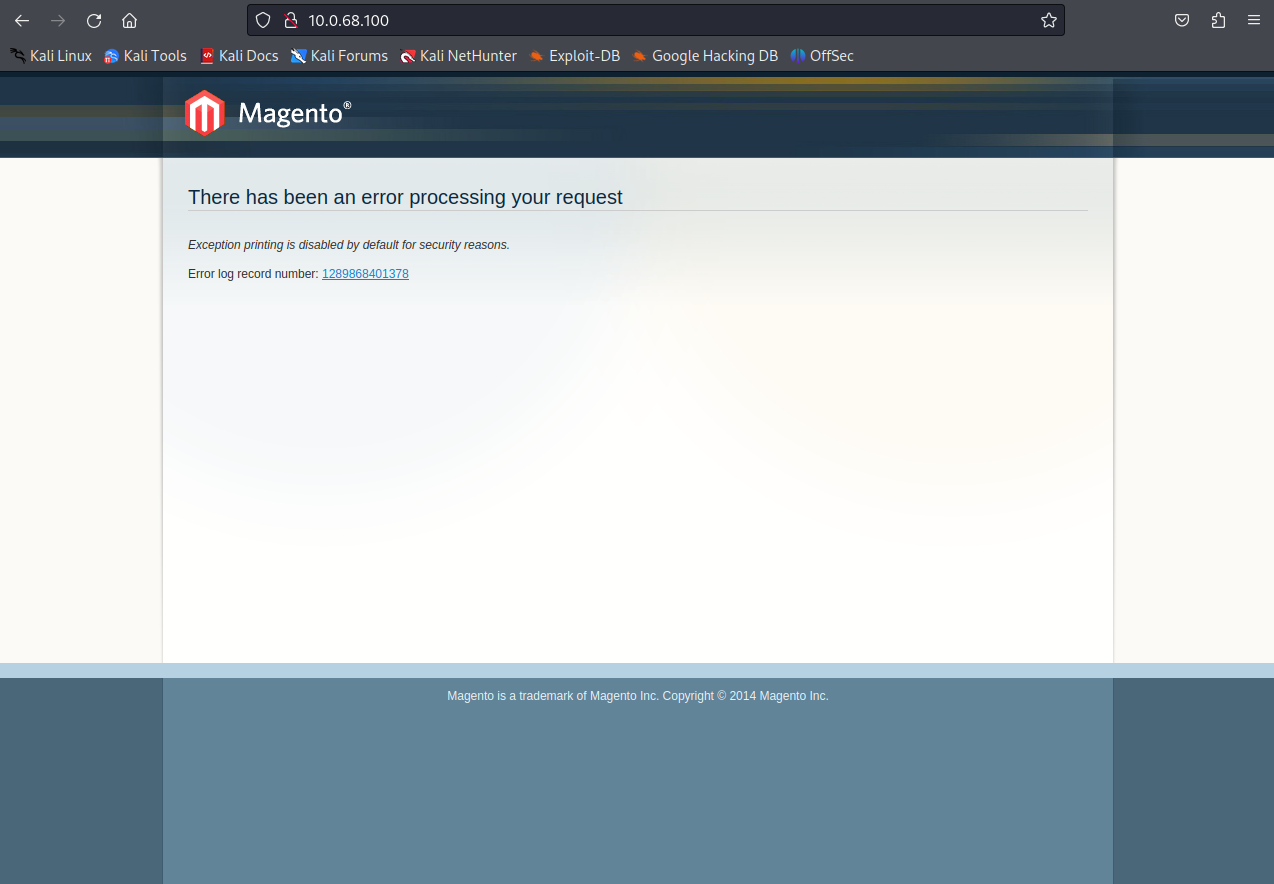 10.0.68.100
Kali Linux Kali Tools Kali Docs Kali Forums Kali NetHunter Exploit-DB Google Hacking DB OffSec
Magento®
There has been an error processing your request
Exception printing is disabled by default for security reasons.
Error log record number: 1289868401378
Magento is a trademark of Magento Inc. Copyright © 2014 Magento Inc.